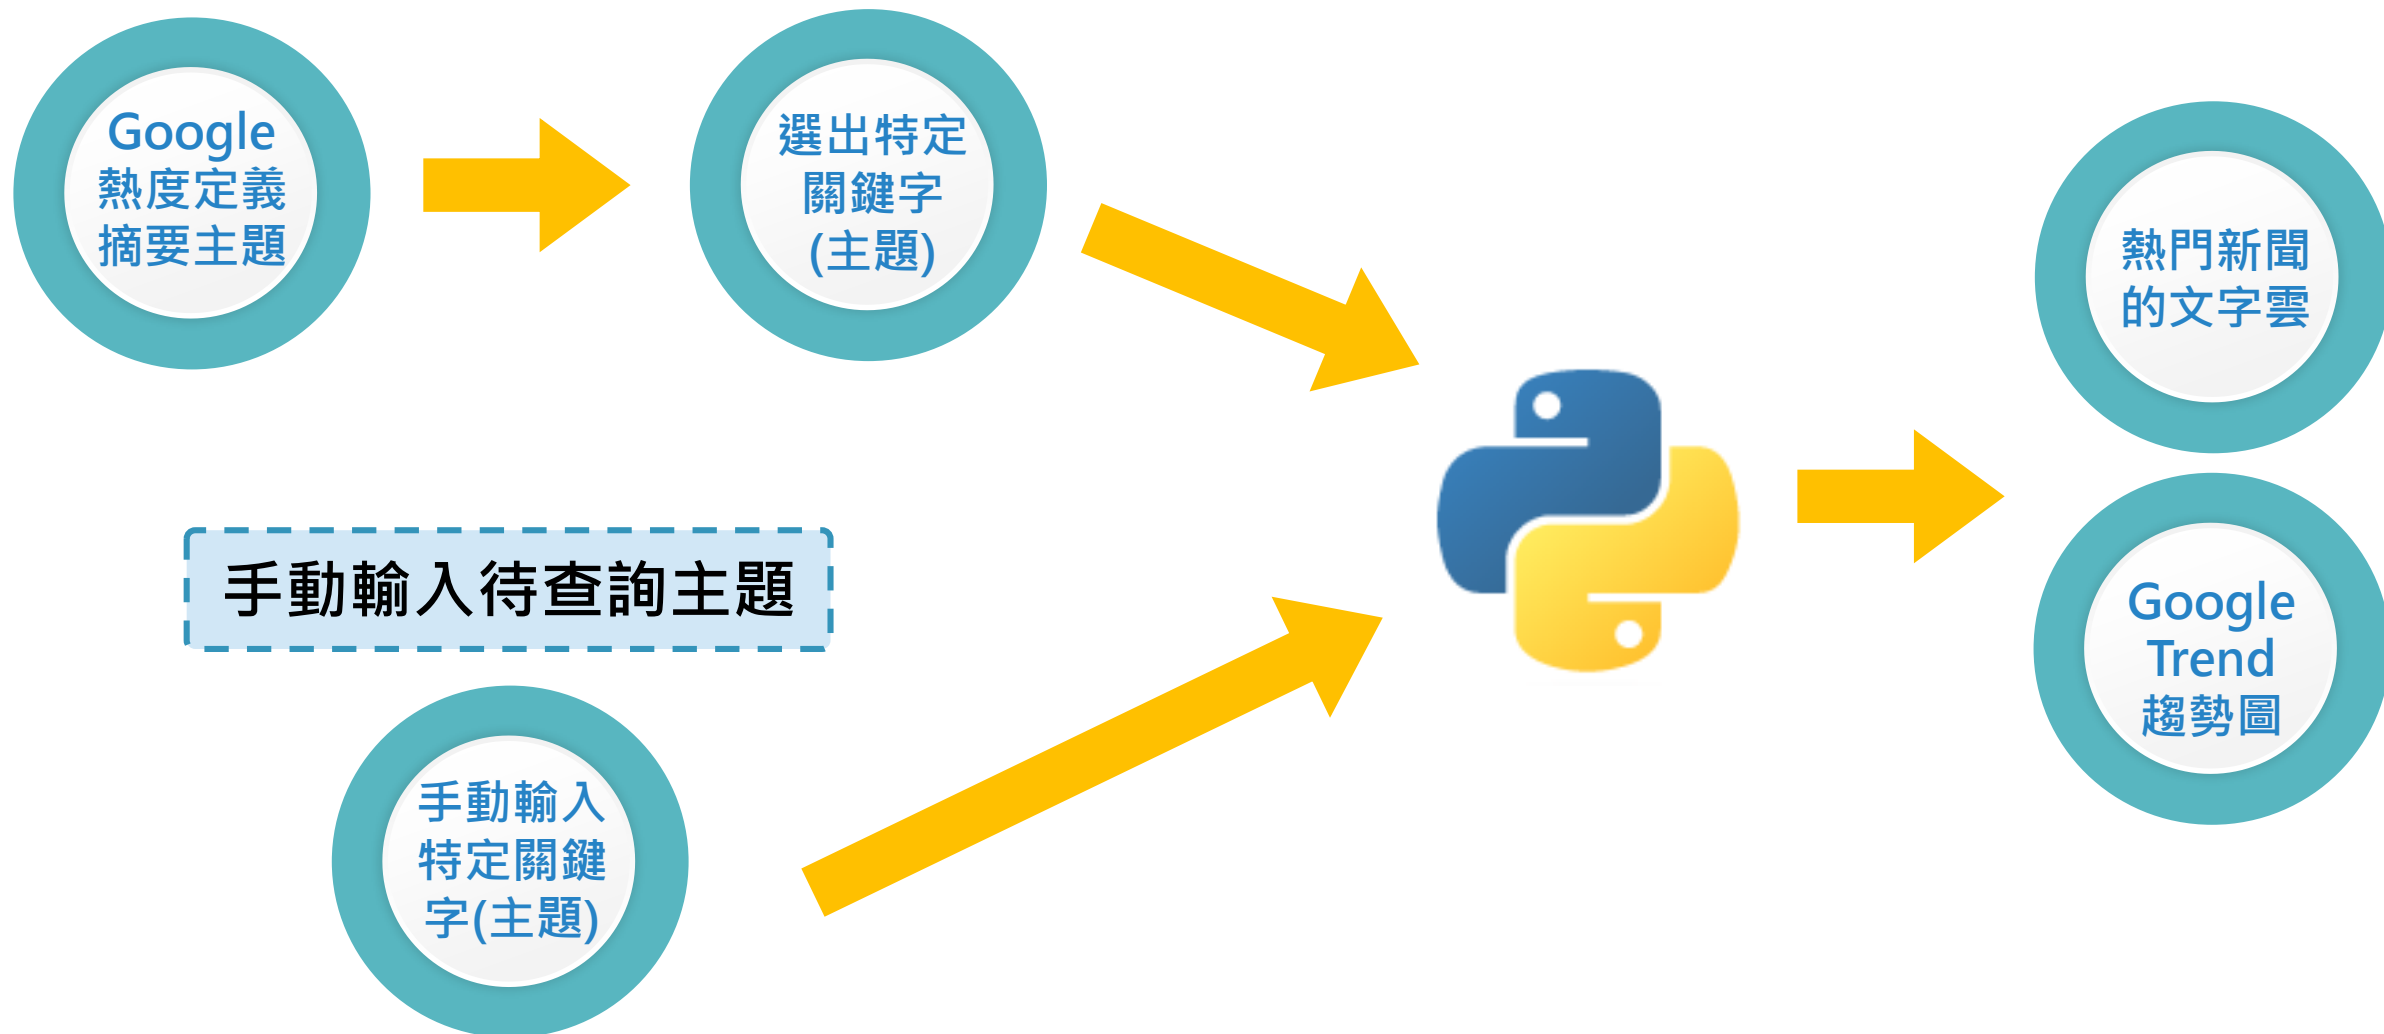 Google
熱度定義
摘要主題
選出特定
關鍵字
(主題)
熱門新聞
的文字雲
手動輸入待查詢主題
Google
Trend
趨勢圖
手動輸入
特定關鍵
字(主題)